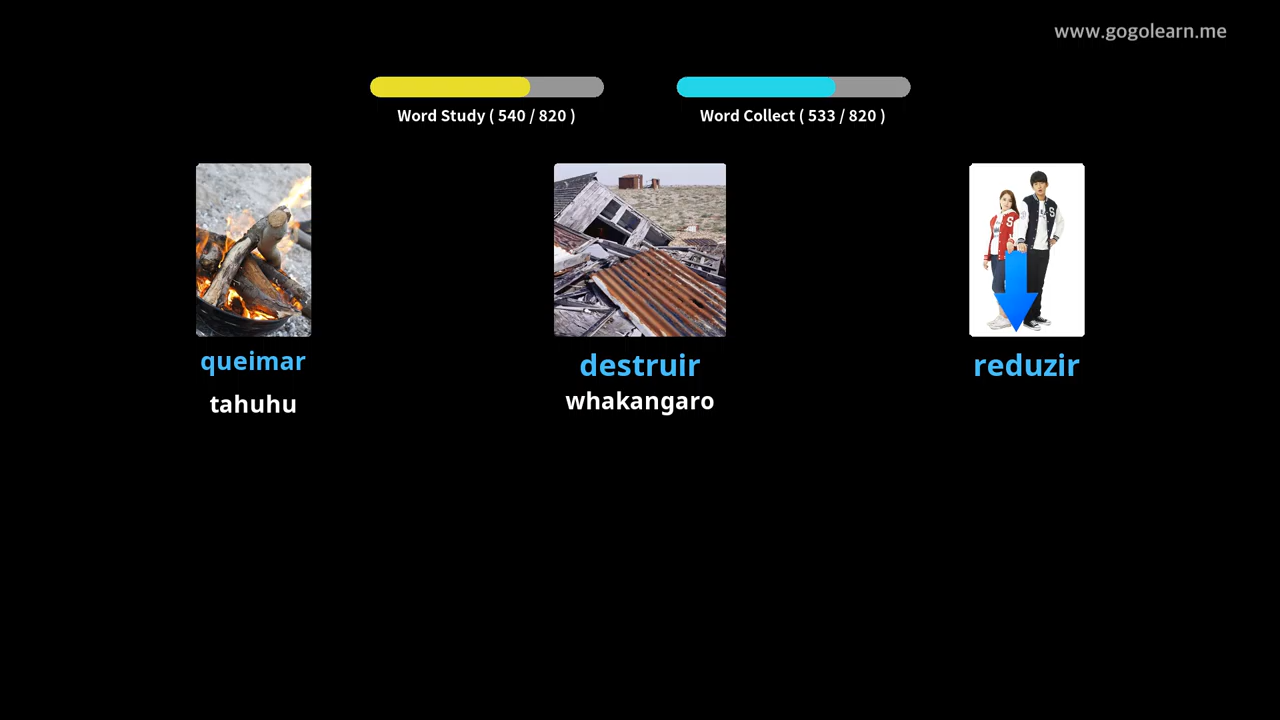 www.gogolearn.me
Word Study ( 540 / 820 )
Word Collect ( 533 / 820 )
queimar
tahuhu
destruir
whakangaro
reduzir